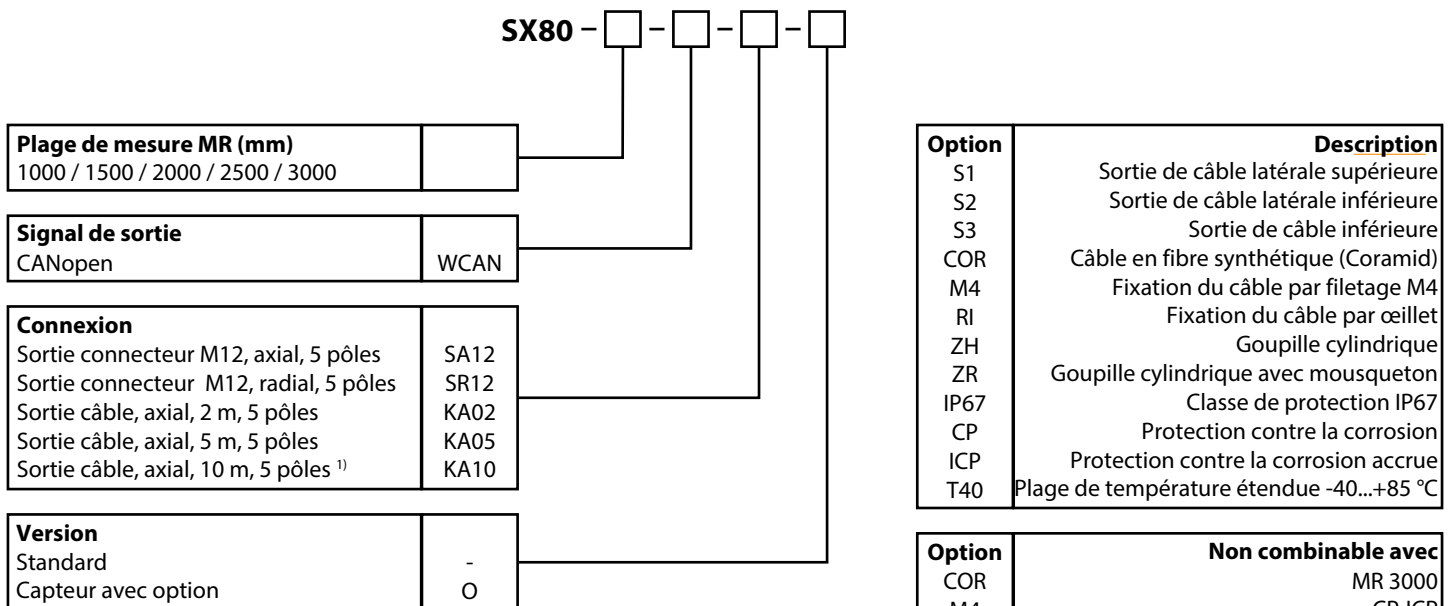 SX80 – – – –
Plage de mesure MR (mm)
1000 / 1500 / 2000 / 2500 / 3000
Signal de sortie
CANopen WCAN
Connexion
Sortie connecteur M12, axial, 5 pôles SA12
Sortie connecteur M12, radial, 5 pôles SR12
Sortie câble, axial, 2 m, 5 pôles KA02
Sortie câble, axial, 5 m, 5 pôles KA05
Sortie câble, axial, 10 m, 5 pôles 1) KA10
Version
Standard -
Capteur avec option O
Option Description
S1 Sortie de câble latérale supérieure
S2 Sortie de câble latérale inférieure
S3 Sortie de câble inférieure
COR Câble en fibre synthétique (Coramid)
M4 Fixation du câble par filetage M4
RI Fixation du câble par œillet
ZH Goupille cylindrique
ZR Goupille cylindrique avec mousqueton
IP67 Classe de protection IP67
CP Protection contre la corrosion
ICP Protection contre la corrosion accrue
T40 Plage de température étendue -40...+85 °C
Option Non combinable avec
COR MR 3000